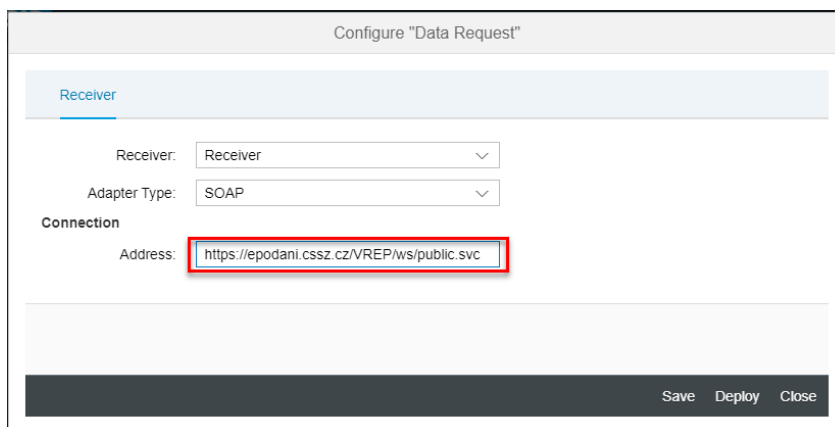 Configure "Data Request"
Receiver
Receiver: Receiver
Adapter Type: SOAP
Connection
Address: https://epodani.cssz.cz/VREP/ws/public.svc
Save Deploy Close